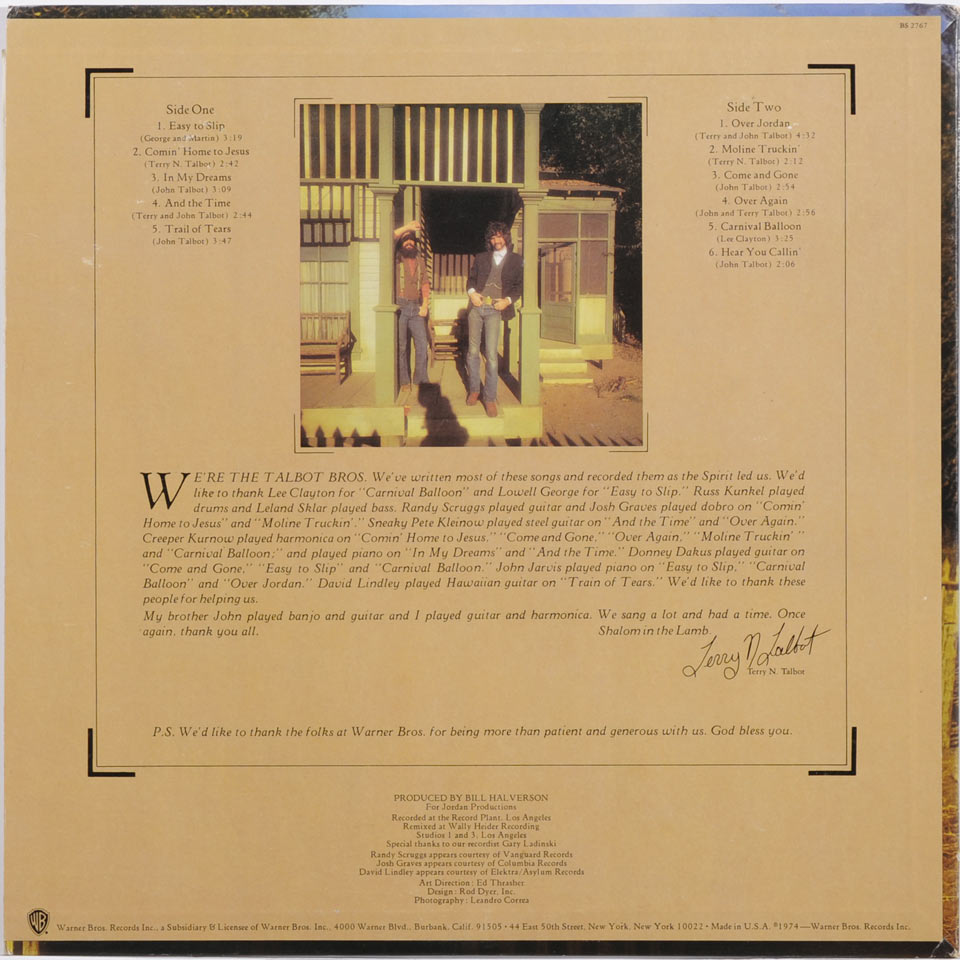 BS 2767
Side One
1. Easy to Slip
(George and Martin) 3:19
2. Comin' Home to Jesus
(Terry N. Talbot) 2:42
3. In My Dreams
(John Talbot) 3:09
4. And the Time
(Terry and John Talbot) 2:44
5. Trail of Tears
(John Talbot) 3:47
Side Two
1. Over Jordan
(Terry and John Talbot) 4:32
2. Moline Truckin'
(Terry N. Talbot) 2:12
3. Come and Gone
(John Talbot) 2:54
4. Over Again
(John and Terry Talbot) 2:56
5. Carnival Balloon
(Lee Clayton) 3:25
6. Hear You Callin'
(John Talbot) 2:06
WE'RE THE TALBOT BROS. We've written most of these songs and recorded them as the Spirit led us. We'd
like to thank Lee Clayton for "Carnival Balloon" and Lowell George for "Easy to Slip." Russ Kunkel played
drums and Leland Sklar played bass. Randy Scruggs played guitar and Josh Graves played dobro on "Comin'
Home to Jesus" and "Moline Truckin'." Sneaky Pete Kleinow played steel guitar on "And the Time" and "Over Again."
Creeper Kurnow played harmonica on "Comin' Home to Jesus," "Come and Gone," "Over Again," "Moline Truckin' "
and "Carnival Balloon;" and played piano on "In My Dreams" and "And the Time." Donney Dakus played guitar on
"Come and Gone," "Easy to Slip" and "Carnival Balloon." John Jarvis played piano on "Easy to Slip," "Carnival
Balloon" and "Over Jordan." David Lindley played Hawaiian guitar on "Train of Tears." We'd like to thank these
people for helping us.
My brother John played banjo and guitar and I played guitar and harmonica. We sang a lot and had a time. Once
again, thank you all.
Shalom in the Lamb.
Terry N Talbot
Terry N. Talbot
P.S. We'd like to thank the folks at Warner Bros. for being more than patient and generous with us. God bless you.
PRODUCED BY BILL HALVERSON
For Jordan Productions
Recorded at the Record Plant, Los Angeles
Remixed at Wally Heider Recording
Studios 1 and 3, Los Angeles
Special thanks to our recordist Gary Ladinski
Randy Scruggs appears courtesy of Vanguard Records
Josh Graves appears courtesy of Columbia Records
David Lindley appears courtesy of Elektra/Asylum Records
Art Direction: Ed Thrasher
Design: Rod Dyer, Inc.
Photography: Leandro Correa
WB Warner Bros. Records Inc., a Subsidiary & Licensee of Warner Bros. Inc., 4000 Warner Blvd., Burbank, Calif. 91505 • 44 East 50th Street, New York, New York 10022 • Made in U.S.A. ℗1974—Warner Bros. Records Inc.